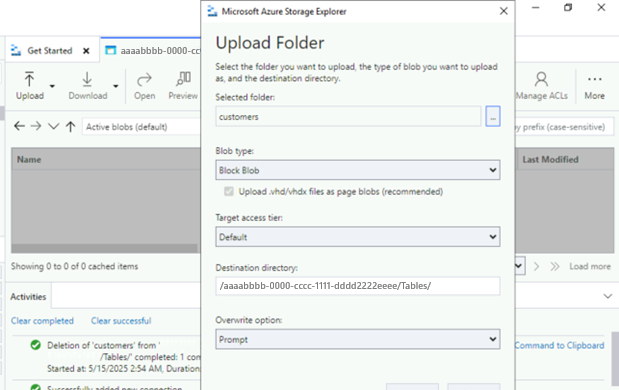 Microsoft Azure Storage Explorer
Get Started
aaaabbbb-0000-cc
Upload
Download
Open
Preview
Manage ACLs
More
Active blobs (default)
by prefix (case-sensitive)
Name
Last Modified
Showing 0 to 0 of 0 cached items
Load more
Activities
Clear completed
Clear successful
Deletion of 'customers' from '
/Tables/' completed: 1 com
Started at: 5/15/2025 2:54 AM, Duration:
Command to Clipboard
Successfully added new connection
Upload Folder
Select the folder you want to upload, the type of blob you want to upload
as, and the destination directory.
Selected folder:
customers
...
Blob type:
Block Blob
Upload .vhd/vhdx files as page blobs (recommended)
Target access tier:
Default
Destination directory:
/aaaabbbb-0000-cccc-1111-dddd2222eeee/Tables/
Overwrite option:
Prompt